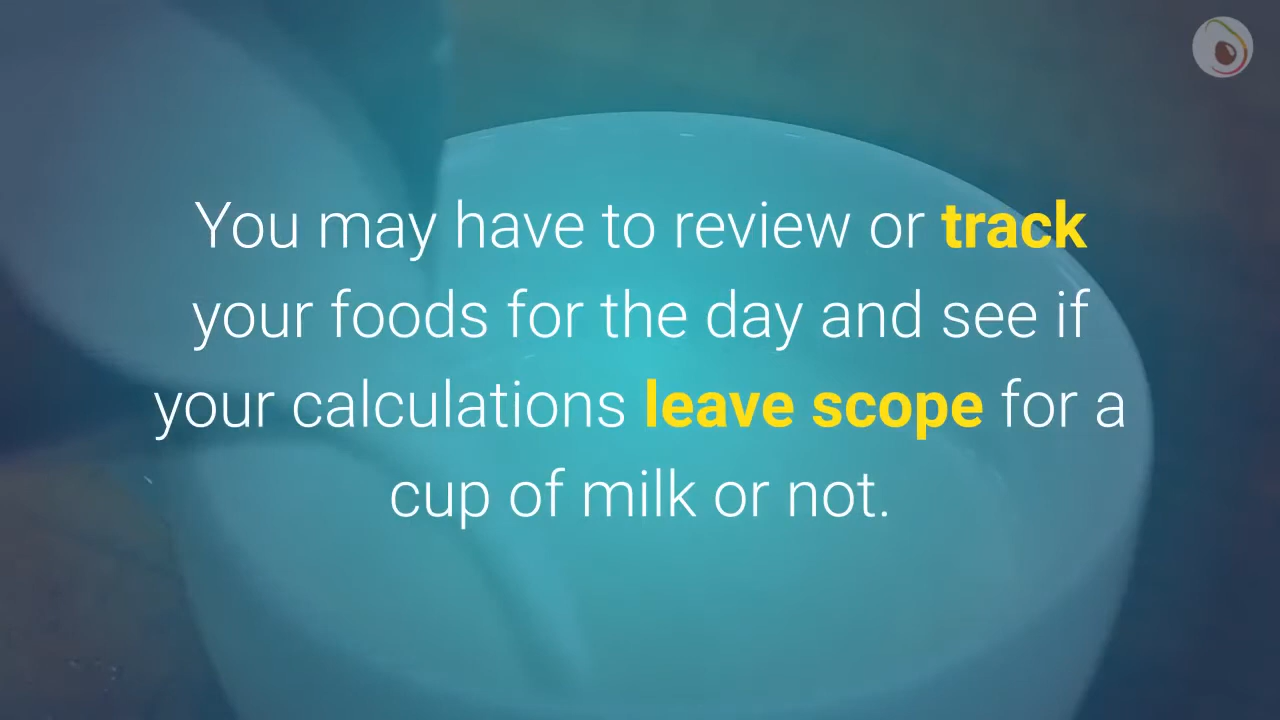 You may have to review or track
your foods for the day and see if
your calculations leave scope for a
cup of milk or not.